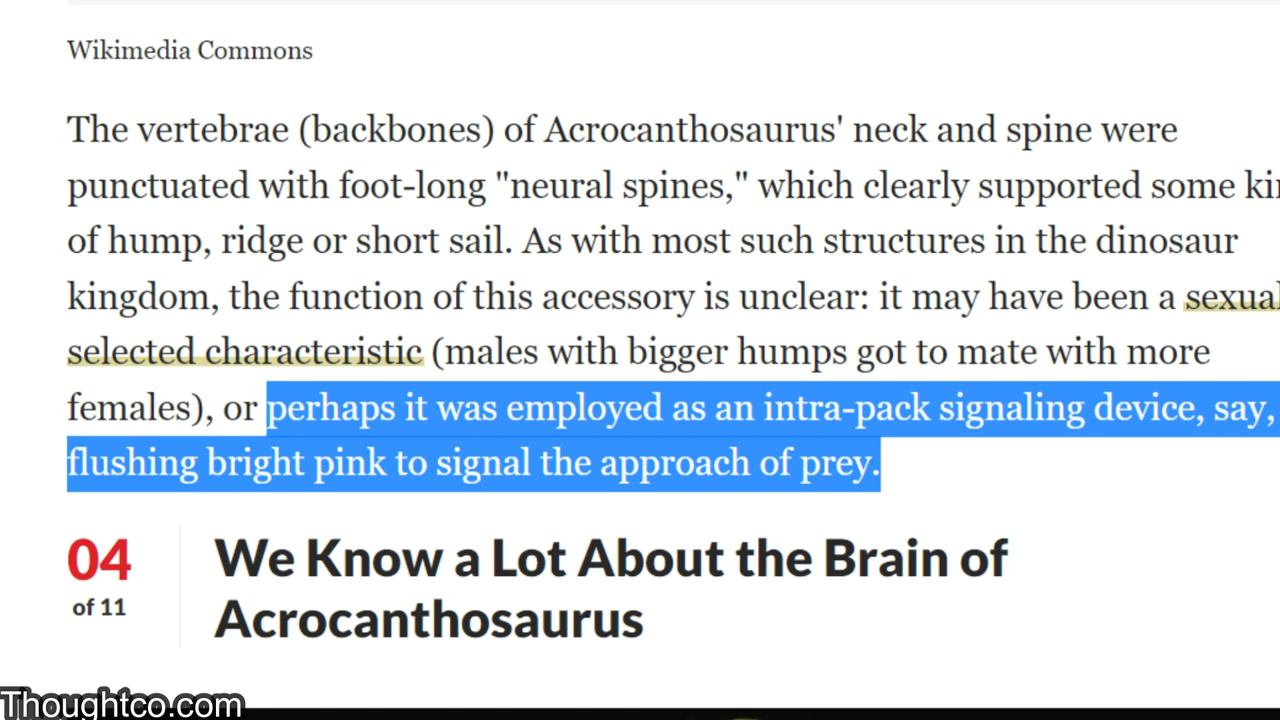 Wikimedia Commons
The vertebrae (backbones) of Acrocanthosaurus' neck and spine were
punctuated with foot-long "neural spines," which clearly supported some
of hump, ridge or short sail. As with most such structures in the dinosaur
kingdom, the function of this accessory is unclear: it may have been a
selected characteristic (males with bigger humps got to mate with more
females), or perhaps it was employed as an intra-pack signaling device, say,
flushing bright pink to signal the approach of prey.
04
of 11
We Know a Lot About the Brain of
Acrocanthosaurus
Thoughtco.com